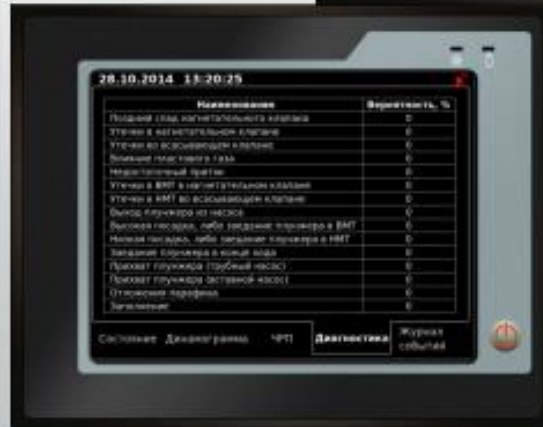 28.10.2014 13:20:25
Наименование Вероятность, %
Поздний спад нагнетательного клапана 0
Утечки в нагнетательном клапане 0
Утечки во всасывающем клапане 0
Влияние пластового газа 0
Недостаточный приток 0
Утечки в ВМТ в нагнетательном клапане 0
Утечки в НМТ во всасывающем клапане 0
Выход плунжера из насоса 0
Высокая посадка, либо заедание плунжера в ВМТ 0
Низкая посадка, либо заедание плунжера в НМТ 0
Заедание плунжера в конце хода 0
Прихват плунжера (трубный насос) 0
Прихват плунжера (вставной насос) 0
Отложения парафина 0
Заполнение 0
Состояние Динамограмма ЧРП Диагностика Журнал
событий